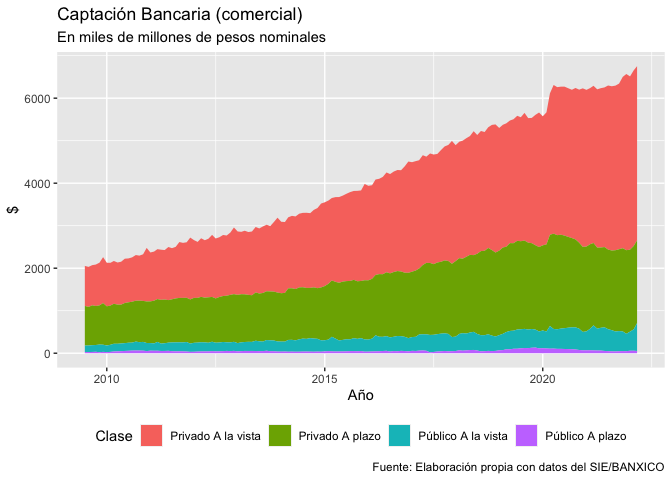 Captación Bancaria (comercial)
En miles de millones de pesos nominales
6000
4000
2000
0
$
2010 2015 2020
Año
Clase Privado A la vista Privado A plazo Público A la vista Público A plazo
Fuente: Elaboración propia con datos del SIE/BANXICO